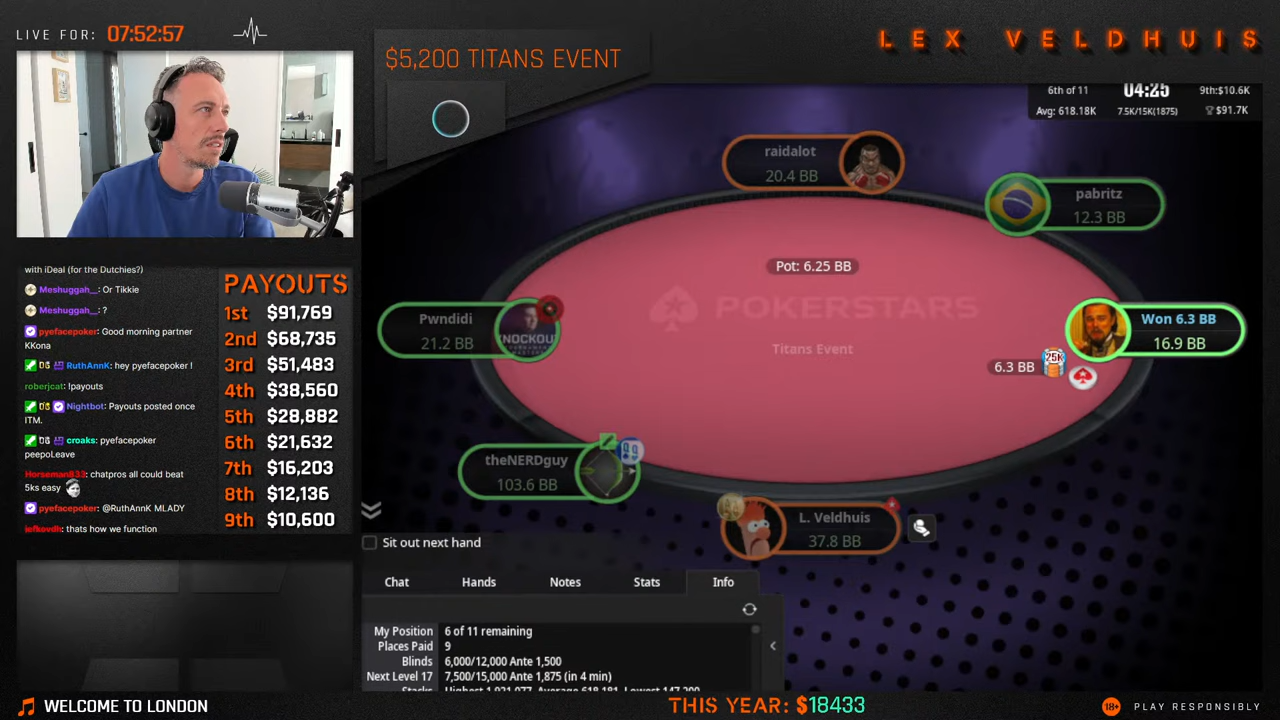 LIVE FOR: 07:52:57
LEX VELDHUIS
$5,200 TITANS EVENT
6th of 11
04:25
9th:$10.6K
Avg: 618.18K
7.5K/15K(1875)
$91.7K
raidalot
20.4 BB
pabritz
12.3 BB
Pot: 6.25 BB
POKERSTARS
Titans Event
Pwndidi
21.2 BB
Won 6.3 BB
16.9 BB
6.3 BB
25K
theNERDguy
103.6 BB
L. Veldhuis
37.8 BB
with iDeal (for the Dutchies?)
Meshuggah__: Or Tikkie
Meshuggah__: ?
pyefacepoker: Good morning partner
KKona
RuthAnnK: hey pyefacepoker !
roberjcat: !payouts
Nightbot: Payouts posted once
ITM.
croaks: pyefacepoker
peepoLeave
Horseman839: chatpros all could beat
5ks easy
pyefacepoker: @RuthAnnK MLADY
thats how we function
PAYOUTS
1st $91,769
2nd $68,735
3rd $51,483
4th $38,560
5th $28,882
6th $21,632
7th $16,203
8th $12,136
9th $10,600
Sit out next hand
Chat
Hands
Notes
Stats
Info
My Position 6 of 11 remaining
Places Paid 9
Blinds 6,000/12,000 Ante 1,500
Next Level 17 7,500/15,000 Ante 1,875 (in 4 min)
WELCOME TO LONDON
THIS YEAR: $18433
18+ PLAY RESPONSIBLY